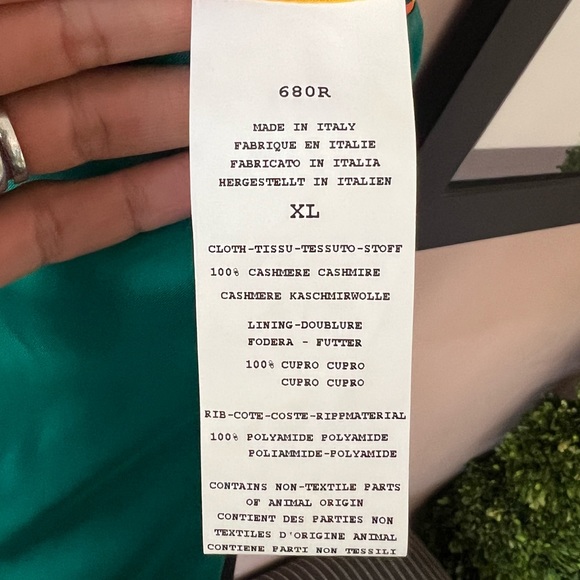 680R
MADE IN ITALY
FABRIQUE EN ITALIE
FABRICATO IN ITALIA
HERGESTELLT IN ITALIEN
XL
CLOTH-TISSU-TESSUTO-STOFF
100% CASHMERE CASHMIRE
CASHMERE KASCHMIRWOLLE
LINING-DOUBLURE
FODERA - FUTTER
100% CUPRO CUPRO
CUPRO CUPRO
RIB-COTE-COSTE-RIPPMATERIAL
100% POLYAMIDE POLYAMIDE
POLIAMMIDE-POLYAMIDE
CONTAINS NON-TEXTILE PARTS
OF ANIMAL ORIGIN
CONTIENT DES PARTIES NON
TEXTILES D'ORIGINE ANIMAL
CONTIENE PARTI NON TESSILI